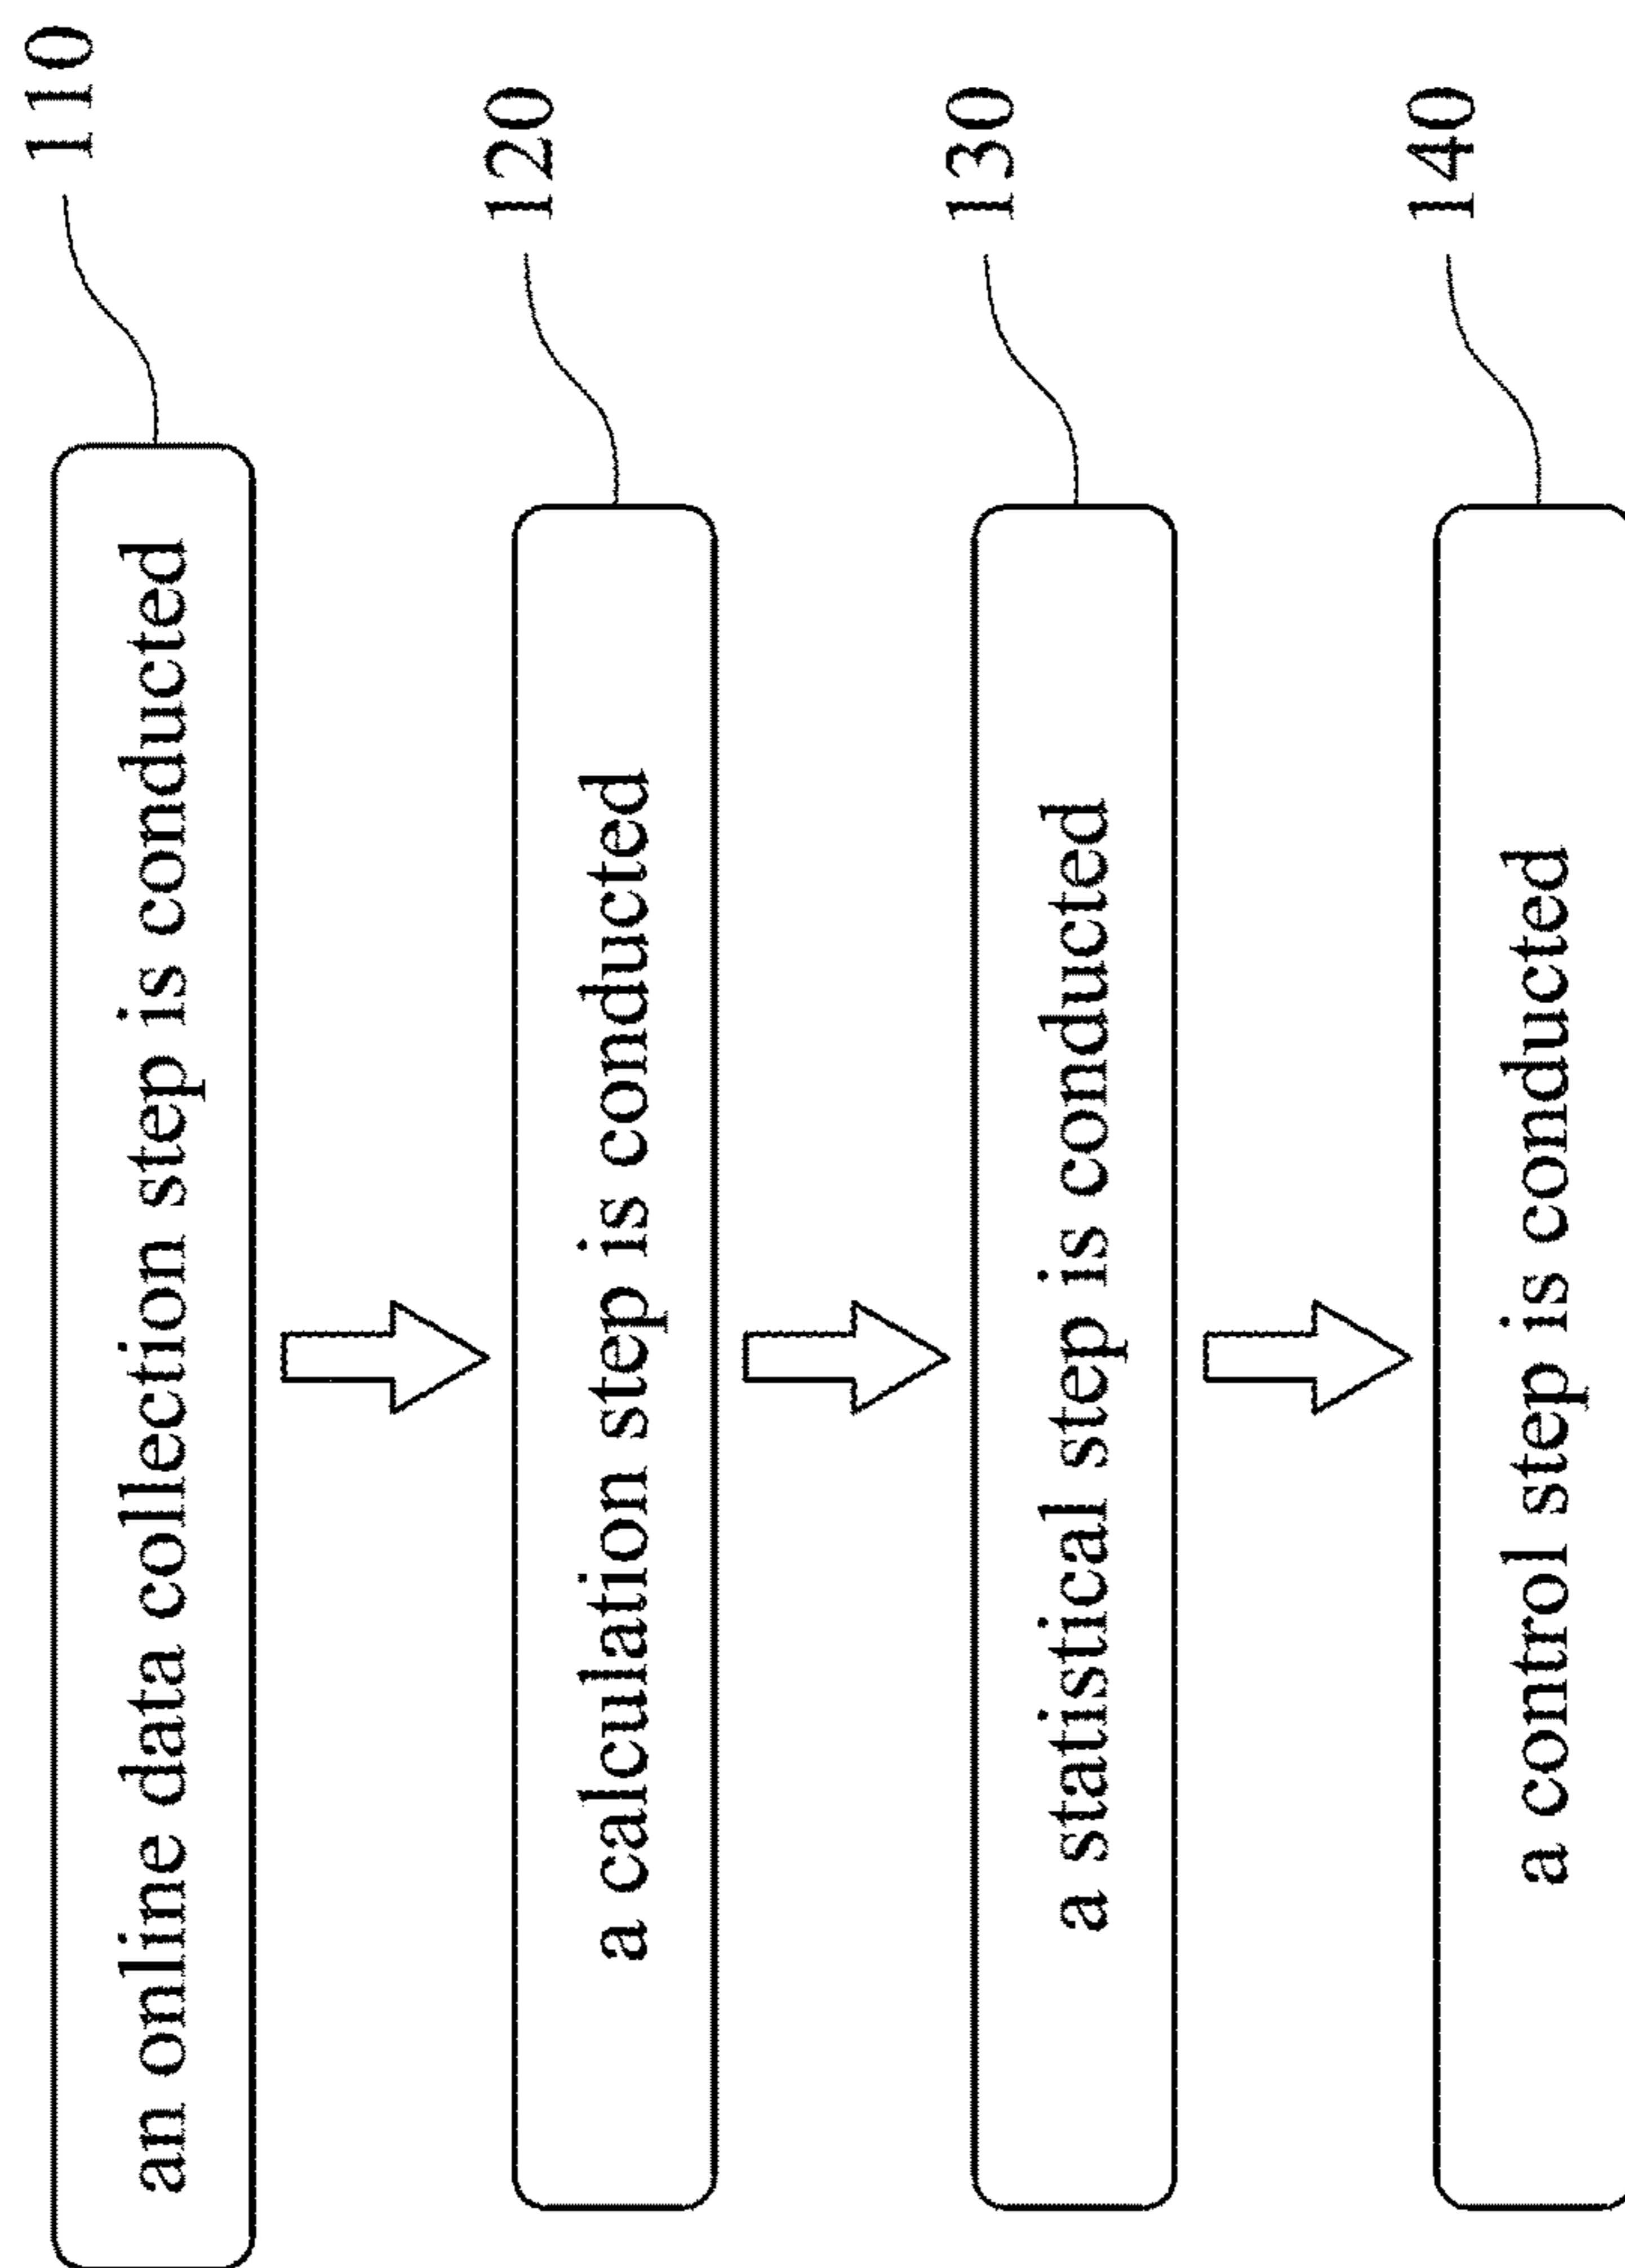 110
an online data collection step is conducted
120
a calculation step is conducted
130
a statistical step is conducted
140
a control step is conducted